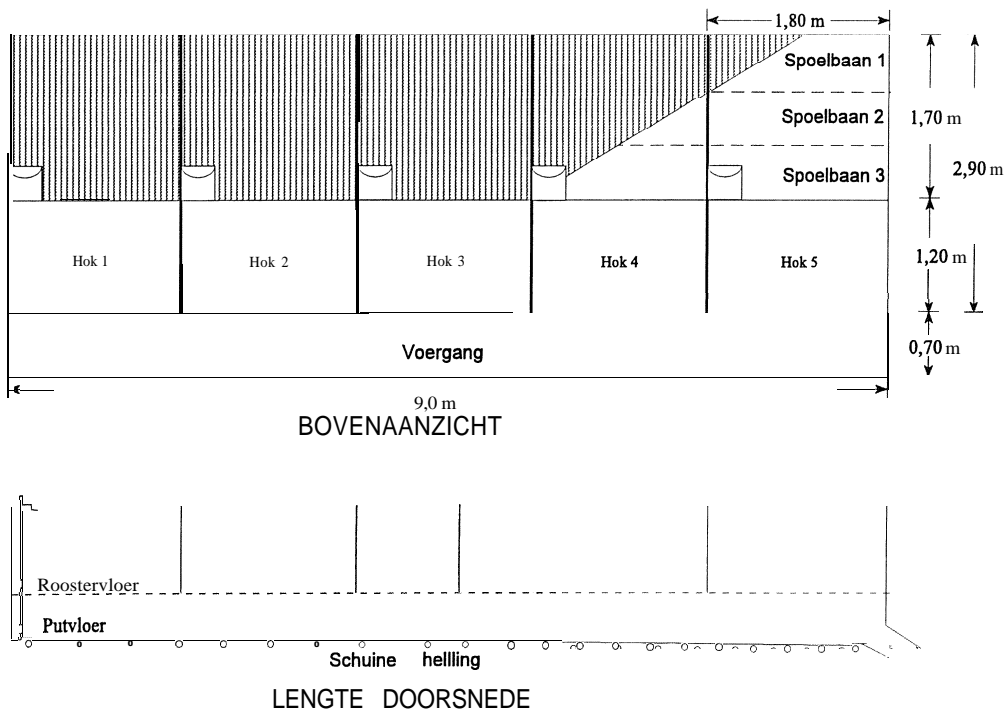 1,80 m
Spoelbaan 1
Spoelbaan 2
1,70 m
2,90 m
Spoelbaan 3
Hok 1
Hok 2
Hok 3
Hok 4
Hok 5
1,20 m
Voergang
0,70 m
9,0 m
BOVENAANZICHT
Roostervloer
Putvloer
Schuine hellling
LENGTE DOORSNEDE